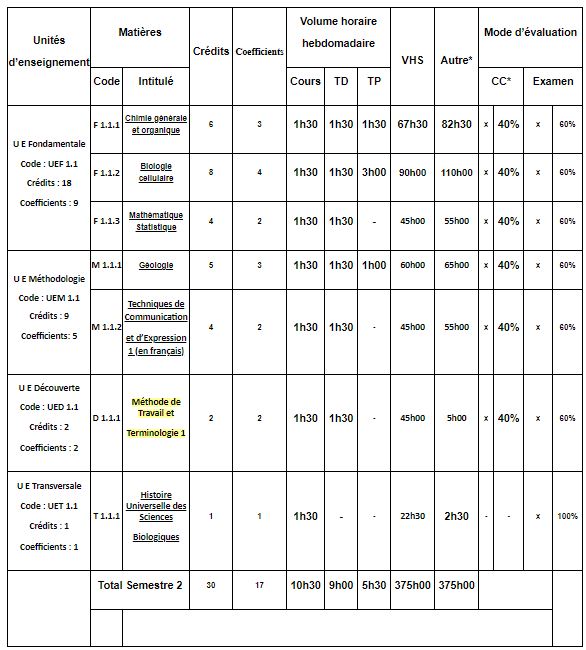 Unités d'enseignement
Matières
Crédits
Coefficients
Volume horaire hebdomadaire
VHS
Autre*
Mode d'évaluation
Code
Intitulé
Cours
TD
TP
CC*
Examen
U E Fondamentale
Code : UEF 1.1
Crédits : 18
Coefficients : 9
F 1.1.1 Chimie générale et organique 6 3 1h30 1h30 1h30 67h30 82h30 x 40% x 60%
F 1.1.2 Biologie cellulaire 8 4 1h30 1h30 3h00 90h00 110h00 x 40% x 60%
F 1.1.3 Mathématique Statistique 4 2 1h30 1h30 - 45h00 55h00 x 40% x 60%
U E Méthodologie
Code : UEM 1.1
Crédits : 9
Coefficients: 5
M 1.1.1 Géologie 5 3 1h30 1h30 1h00 60h00 65h00 x 40% x 60%
M 1.1.2 Techniques de Communication et d'Expression 1 (en français) 4 2 1h30 1h30 - 45h00 55h00 x 40% x 60%
U E Découverte
Code : UED 1.1
Crédits : 2
Coefficients : 2
D 1.1.1 Méthode de Travail et Terminologie 1 2 2 1h30 1h30 - 45h00 5h00 x 40% x 60%
U E Transversale
Code : UET 1.1
Crédits : 1
Coefficients : 1
T 1.1.1 Histoire Universelle des Sciences Biologiques 1 1 1h30 - - 22h30 2h30 - - x 100%
Total Semestre 2 30 17 10h30 9h00 5h30 375h00 375h00